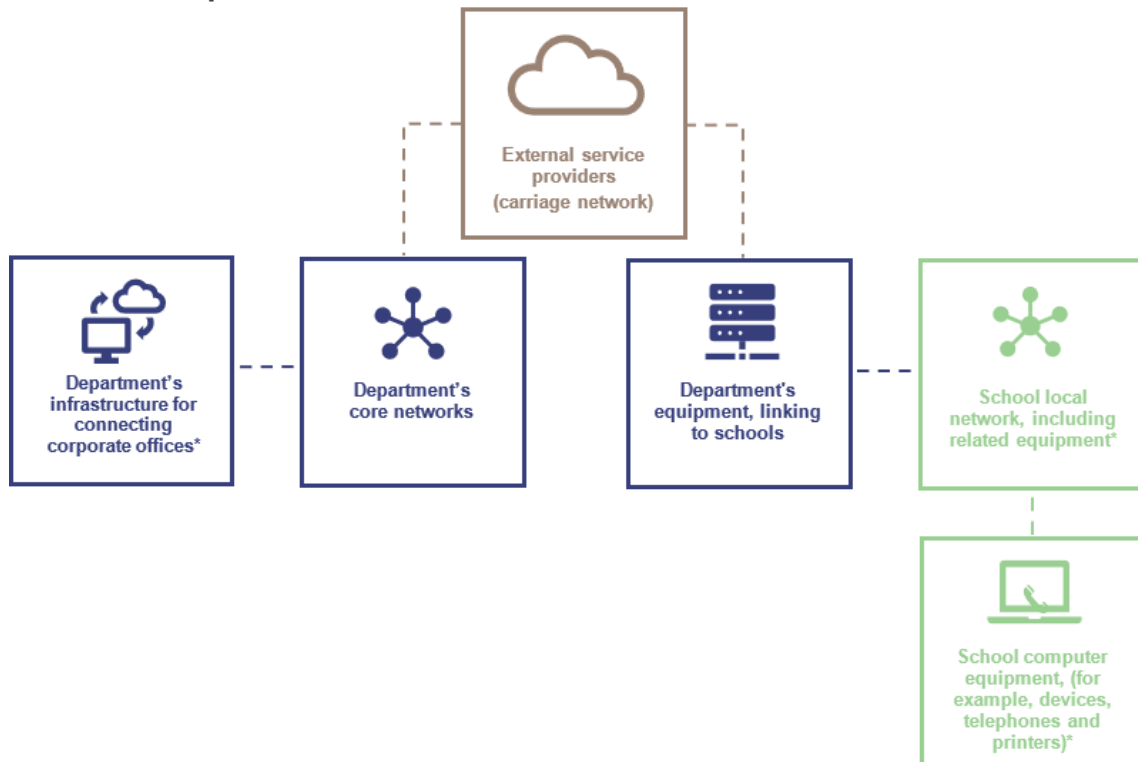 External service
providers
(carriage network)
Department’s
infrastructure for
connecting
corporate offices*
Department’s
core networks
Department's
equipment, linking
to schools
School local
network, including
related equipment*
School computer
equipment, (for
example, devices,
telephones and
printers)*